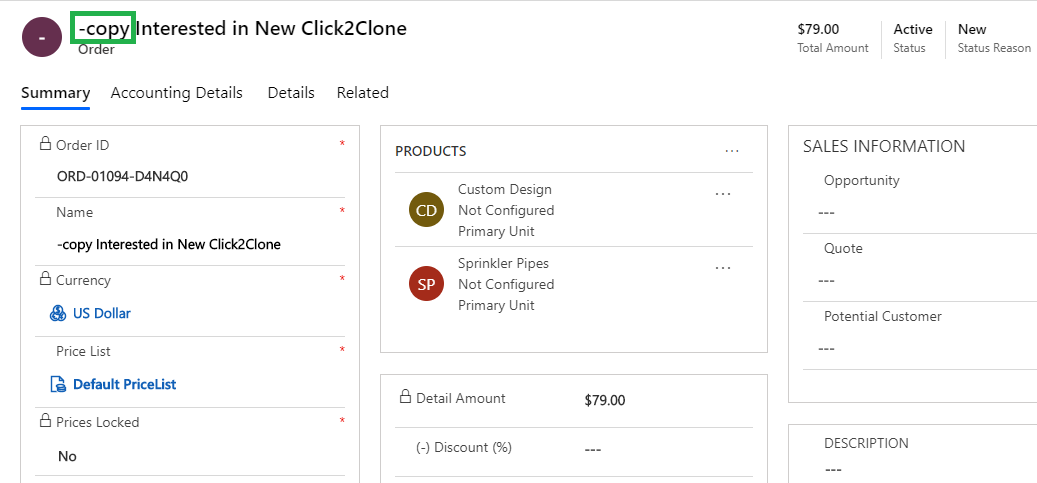 -
-copy Interested in New Click2Clone
Order
$79.00
Total Amount
Active
Status
New
Status Reason
Summary
Accounting Details
Details
Related
Order ID *
ORD-01094-D4N4Q0
Name *
-copy Interested in New Click2Clone
Currency *
US Dollar
Price List *
Default PriceList
Prices Locked *
No
PRODUCTS ...
CD
Custom Design ...
Not Configured
Primary Unit
SP
Sprinkler Pipes ...
Not Configured
Primary Unit
Detail Amount $79.00
(-) Discount (%) ---
SALES INFORMATION
Opportunity
---
Quote
---
Potential Customer
---
DESCRIPTION
---